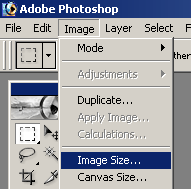 Adobe Photoshop
File Edit Image Layer Select
Mode
Adjustments
Duplicate...
Apply Image...
Calculations...
Image Size...
Canvas Size...